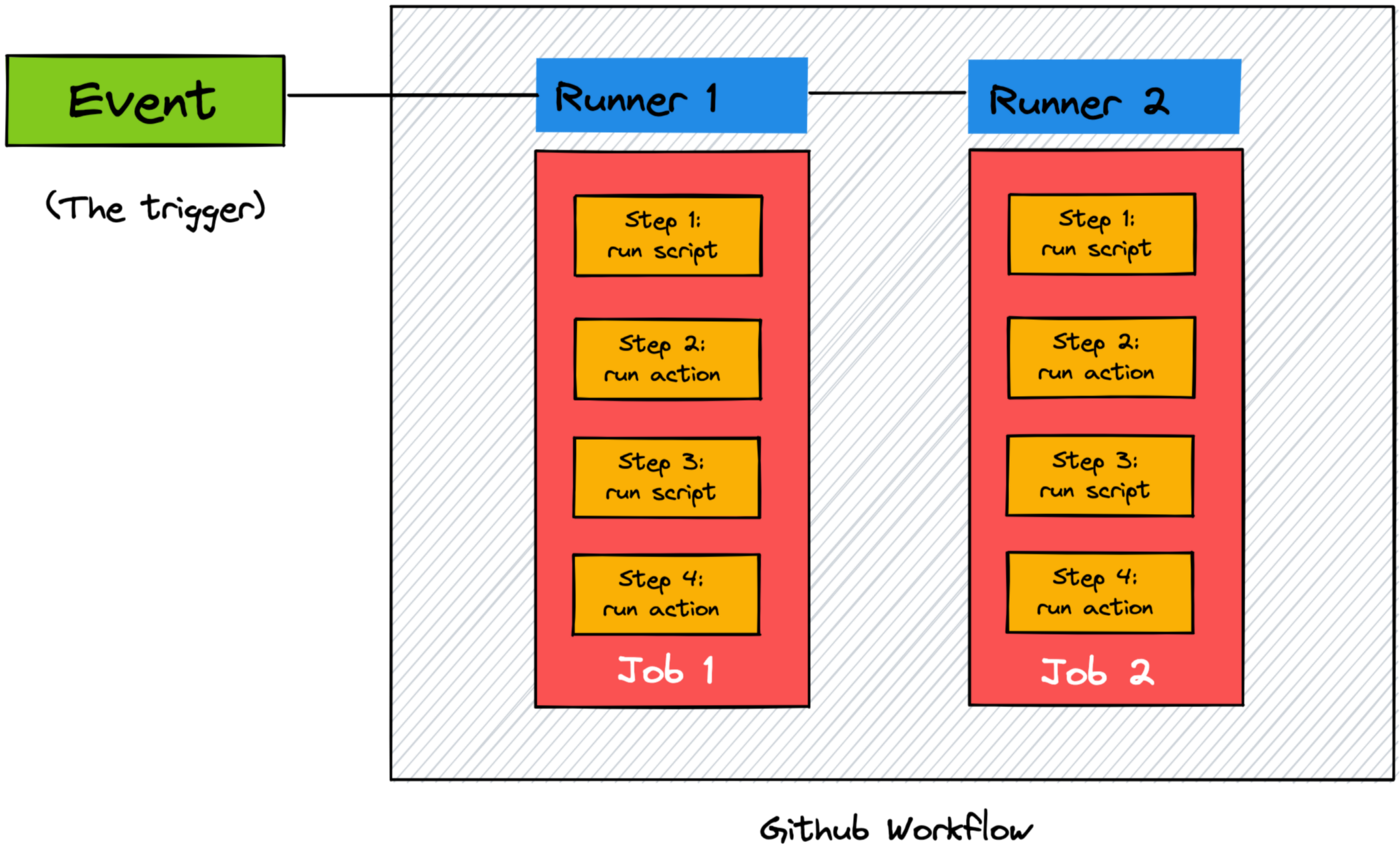 Event
(The trigger)
Runner 1
Step 1:
run script
Step 2:
run action
Step 3:
run script
Step 4:
run action
Job 1
Runner 2
Step 1:
run script
Step 2:
run action
Step 3:
run script
Step 4:
run action
Job 2
Github Workflow